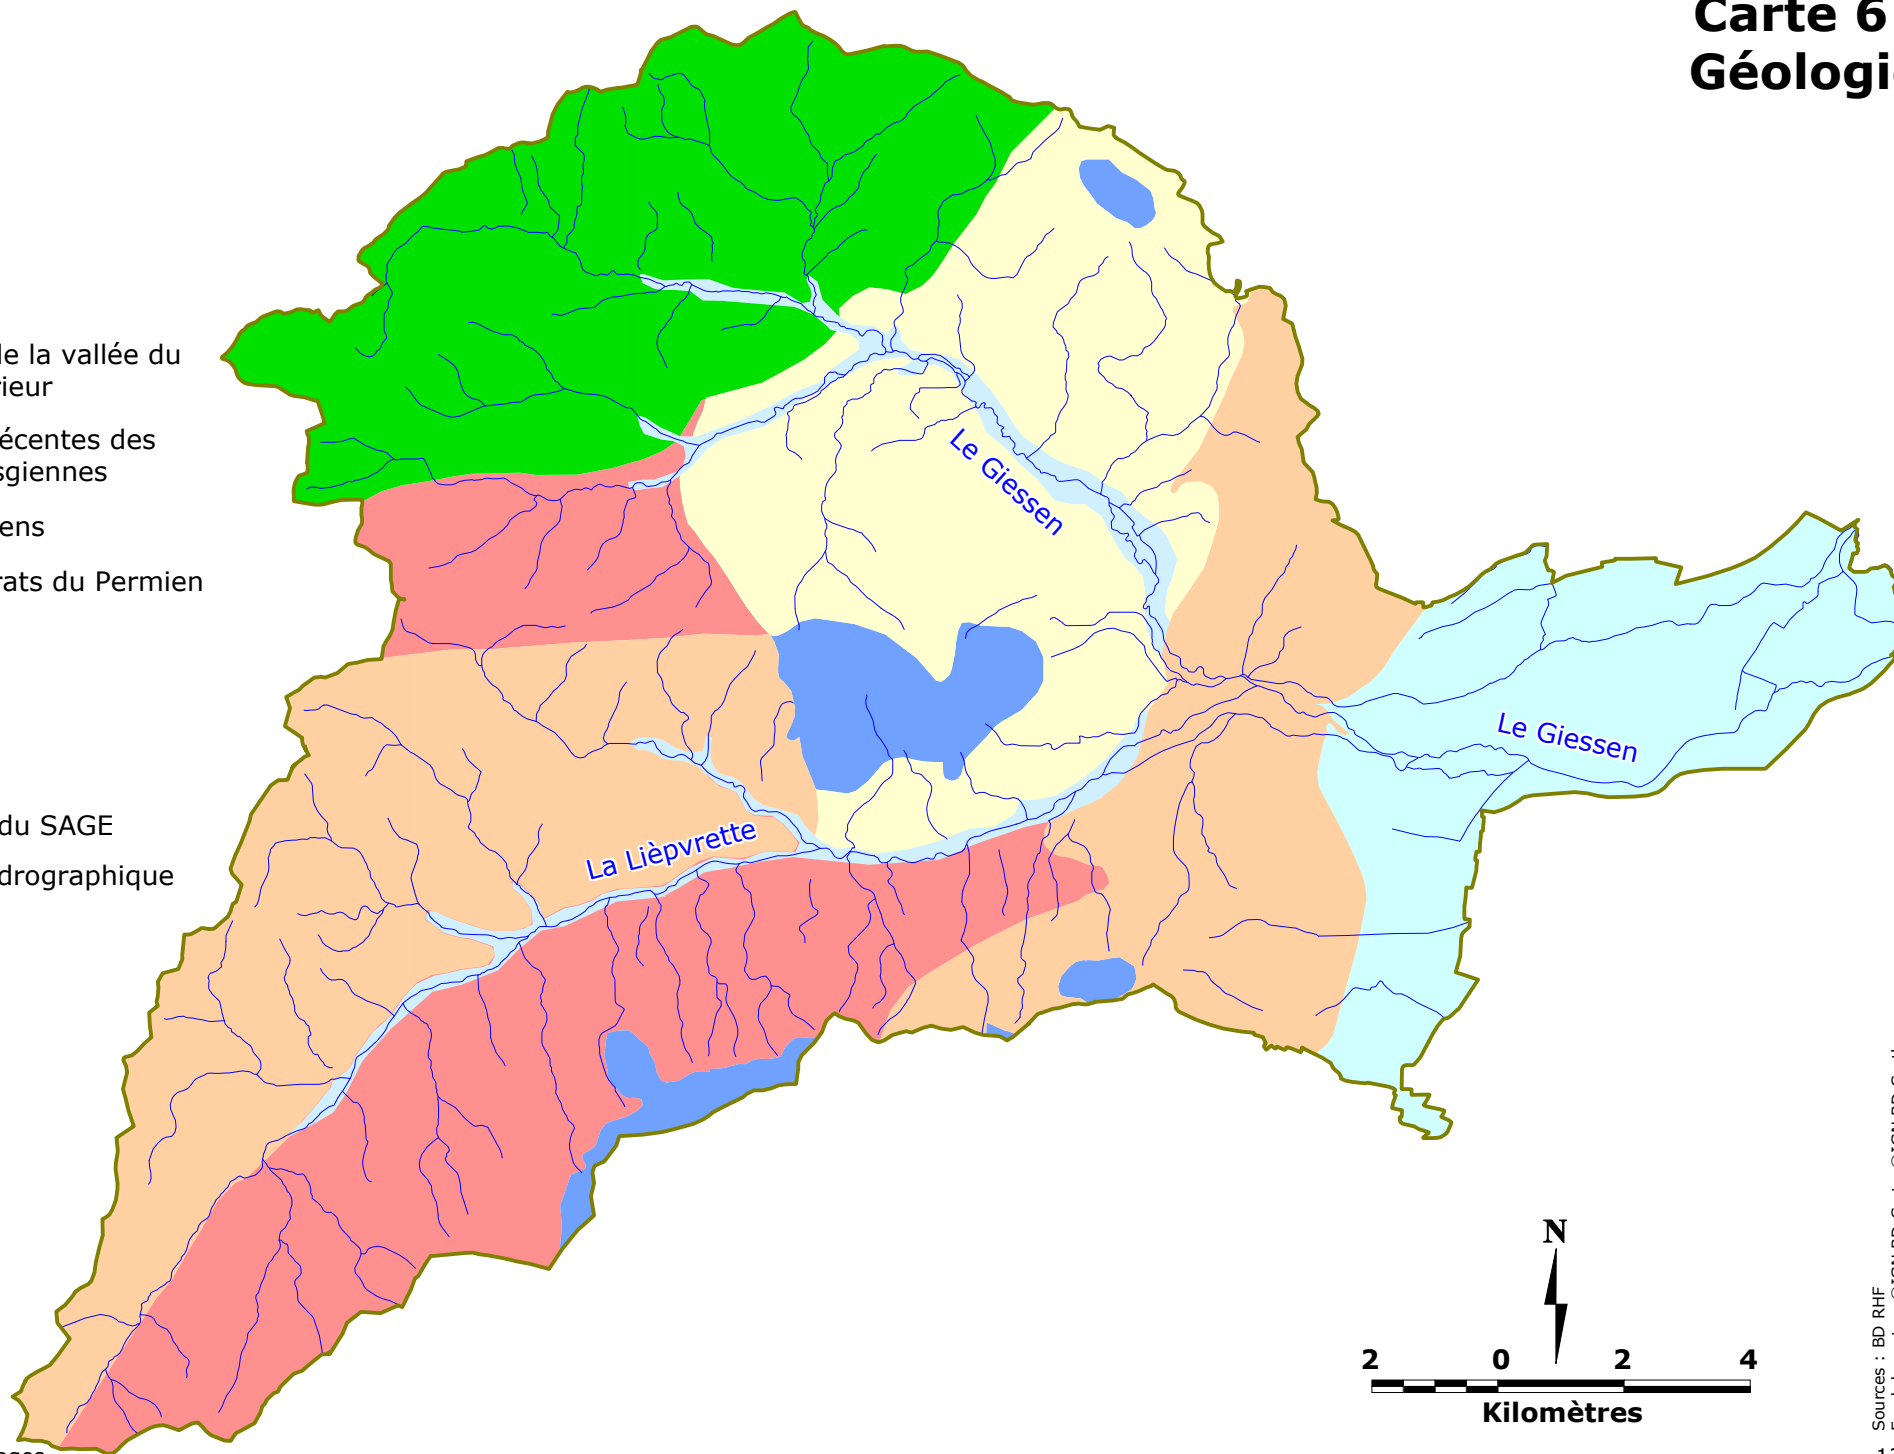 Carte 6
Géologi
de la vallée du
rieur
écentes des
sgiennes
ens
rats du Permien
du SAGE
drographique
Le Giessen
Le Giessen
La Lièpvrette
N
2 0 2 4
Kilomètres
Sources : BD RHF